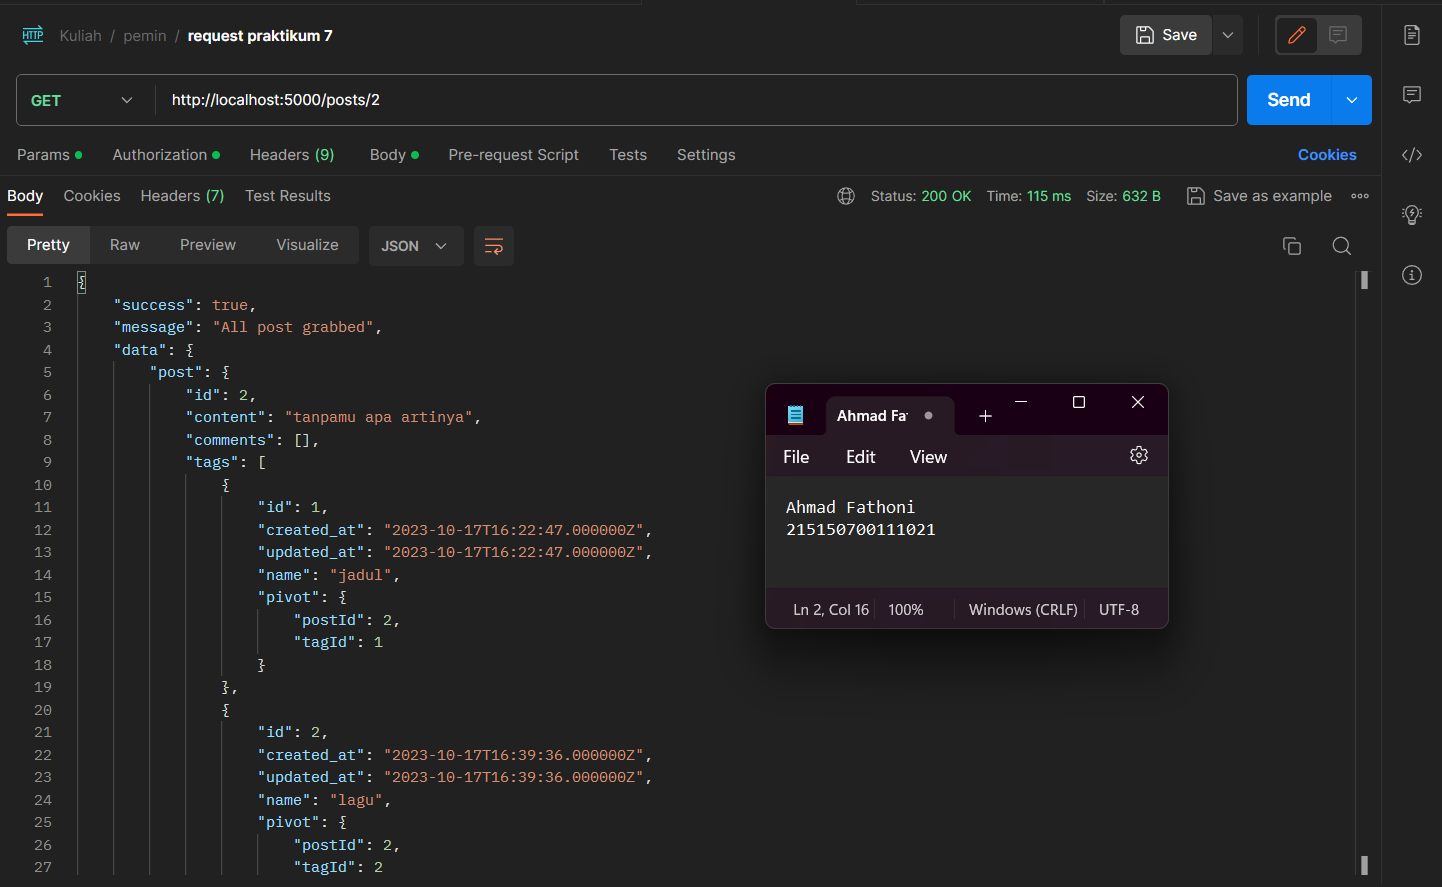 HTTP Kuliah / pemin / request praktikum 7 Save
GET http://localhost:5000/posts/2 Send
Params Authorization Headers (9) Body Pre-request Script Tests Settings Cookies
Body Cookies Headers (7) Test Results Status: 200 OK Time: 115 ms Size: 632 B Save as example
Pretty Raw Preview Visualize JSON
1 {
2 "success": true,
3 "message": "All post grabbed",
4 "data": {
5 "post": {
6 "id": 2,
7 "content": "tanpamu apa artinya",
8 "comments": [],
9 "tags": [
10 {
11 "id": 1,
12 "created_at": "2023-10-17T16:22:47.000000Z",
13 "updated_at": "2023-10-17T16:22:47.000000Z",
14 "name": "jadul",
15 "pivot": {
16 "postId": 2,
17 "tagId": 1
18 }
19 },
20 {
21 "id": 2,
22 "created_at": "2023-10-17T16:39:36.000000Z",
23 "updated_at": "2023-10-17T16:39:36.000000Z",
24 "name": "lagu",
25 "pivot": {
26 "postId": 2,
27 "tagId": 2
Ahmad Fa
File Edit View
Ahmad Fathoni
215150700111021
Ln 2, Col 16 100% Windows (CRLF) UTF-8